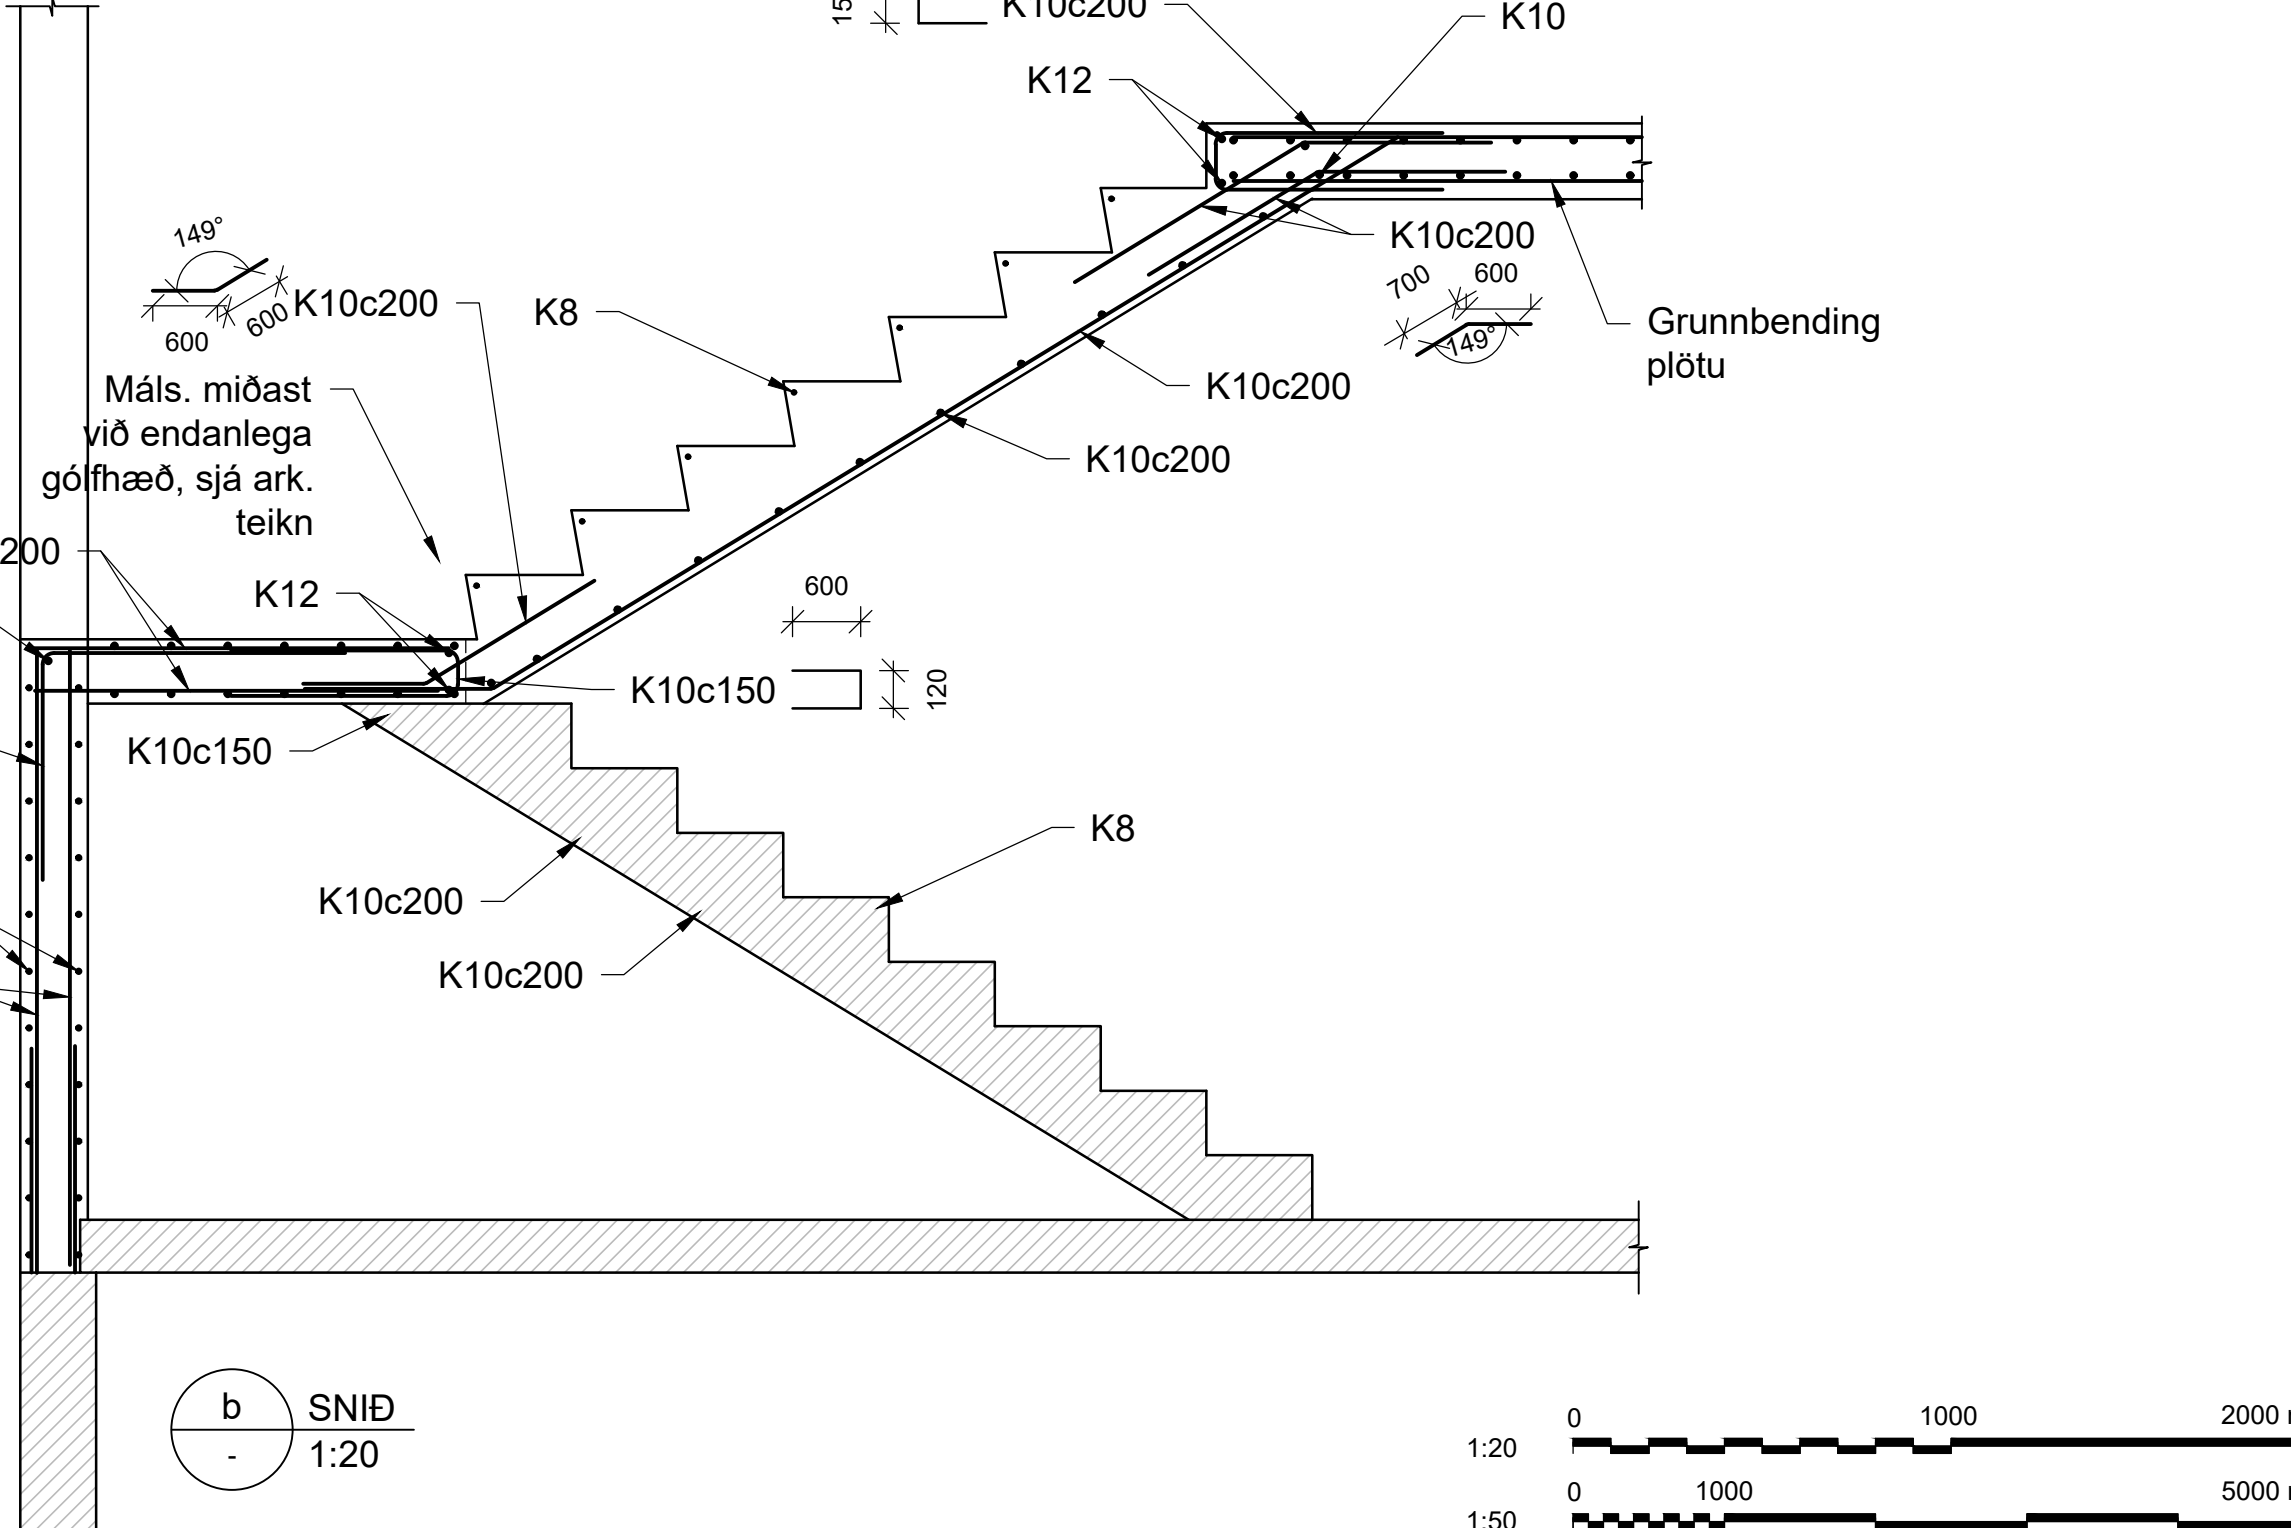 K10c200
K10
K12
149°
600
600
K10c200
K8
K10c200
700
600
149°
Grunnbending
plötu
Máls. miðast
við endanlega
gólfhæð, sjá ark.
teikn
K10c200
K10c200
200
K12
600
K10c150
120
K10c150
K8
K10c200
K10c200
b
-
SNIÐ
1:20
1:20
0
1000
2000
1:50
0
1000
5000